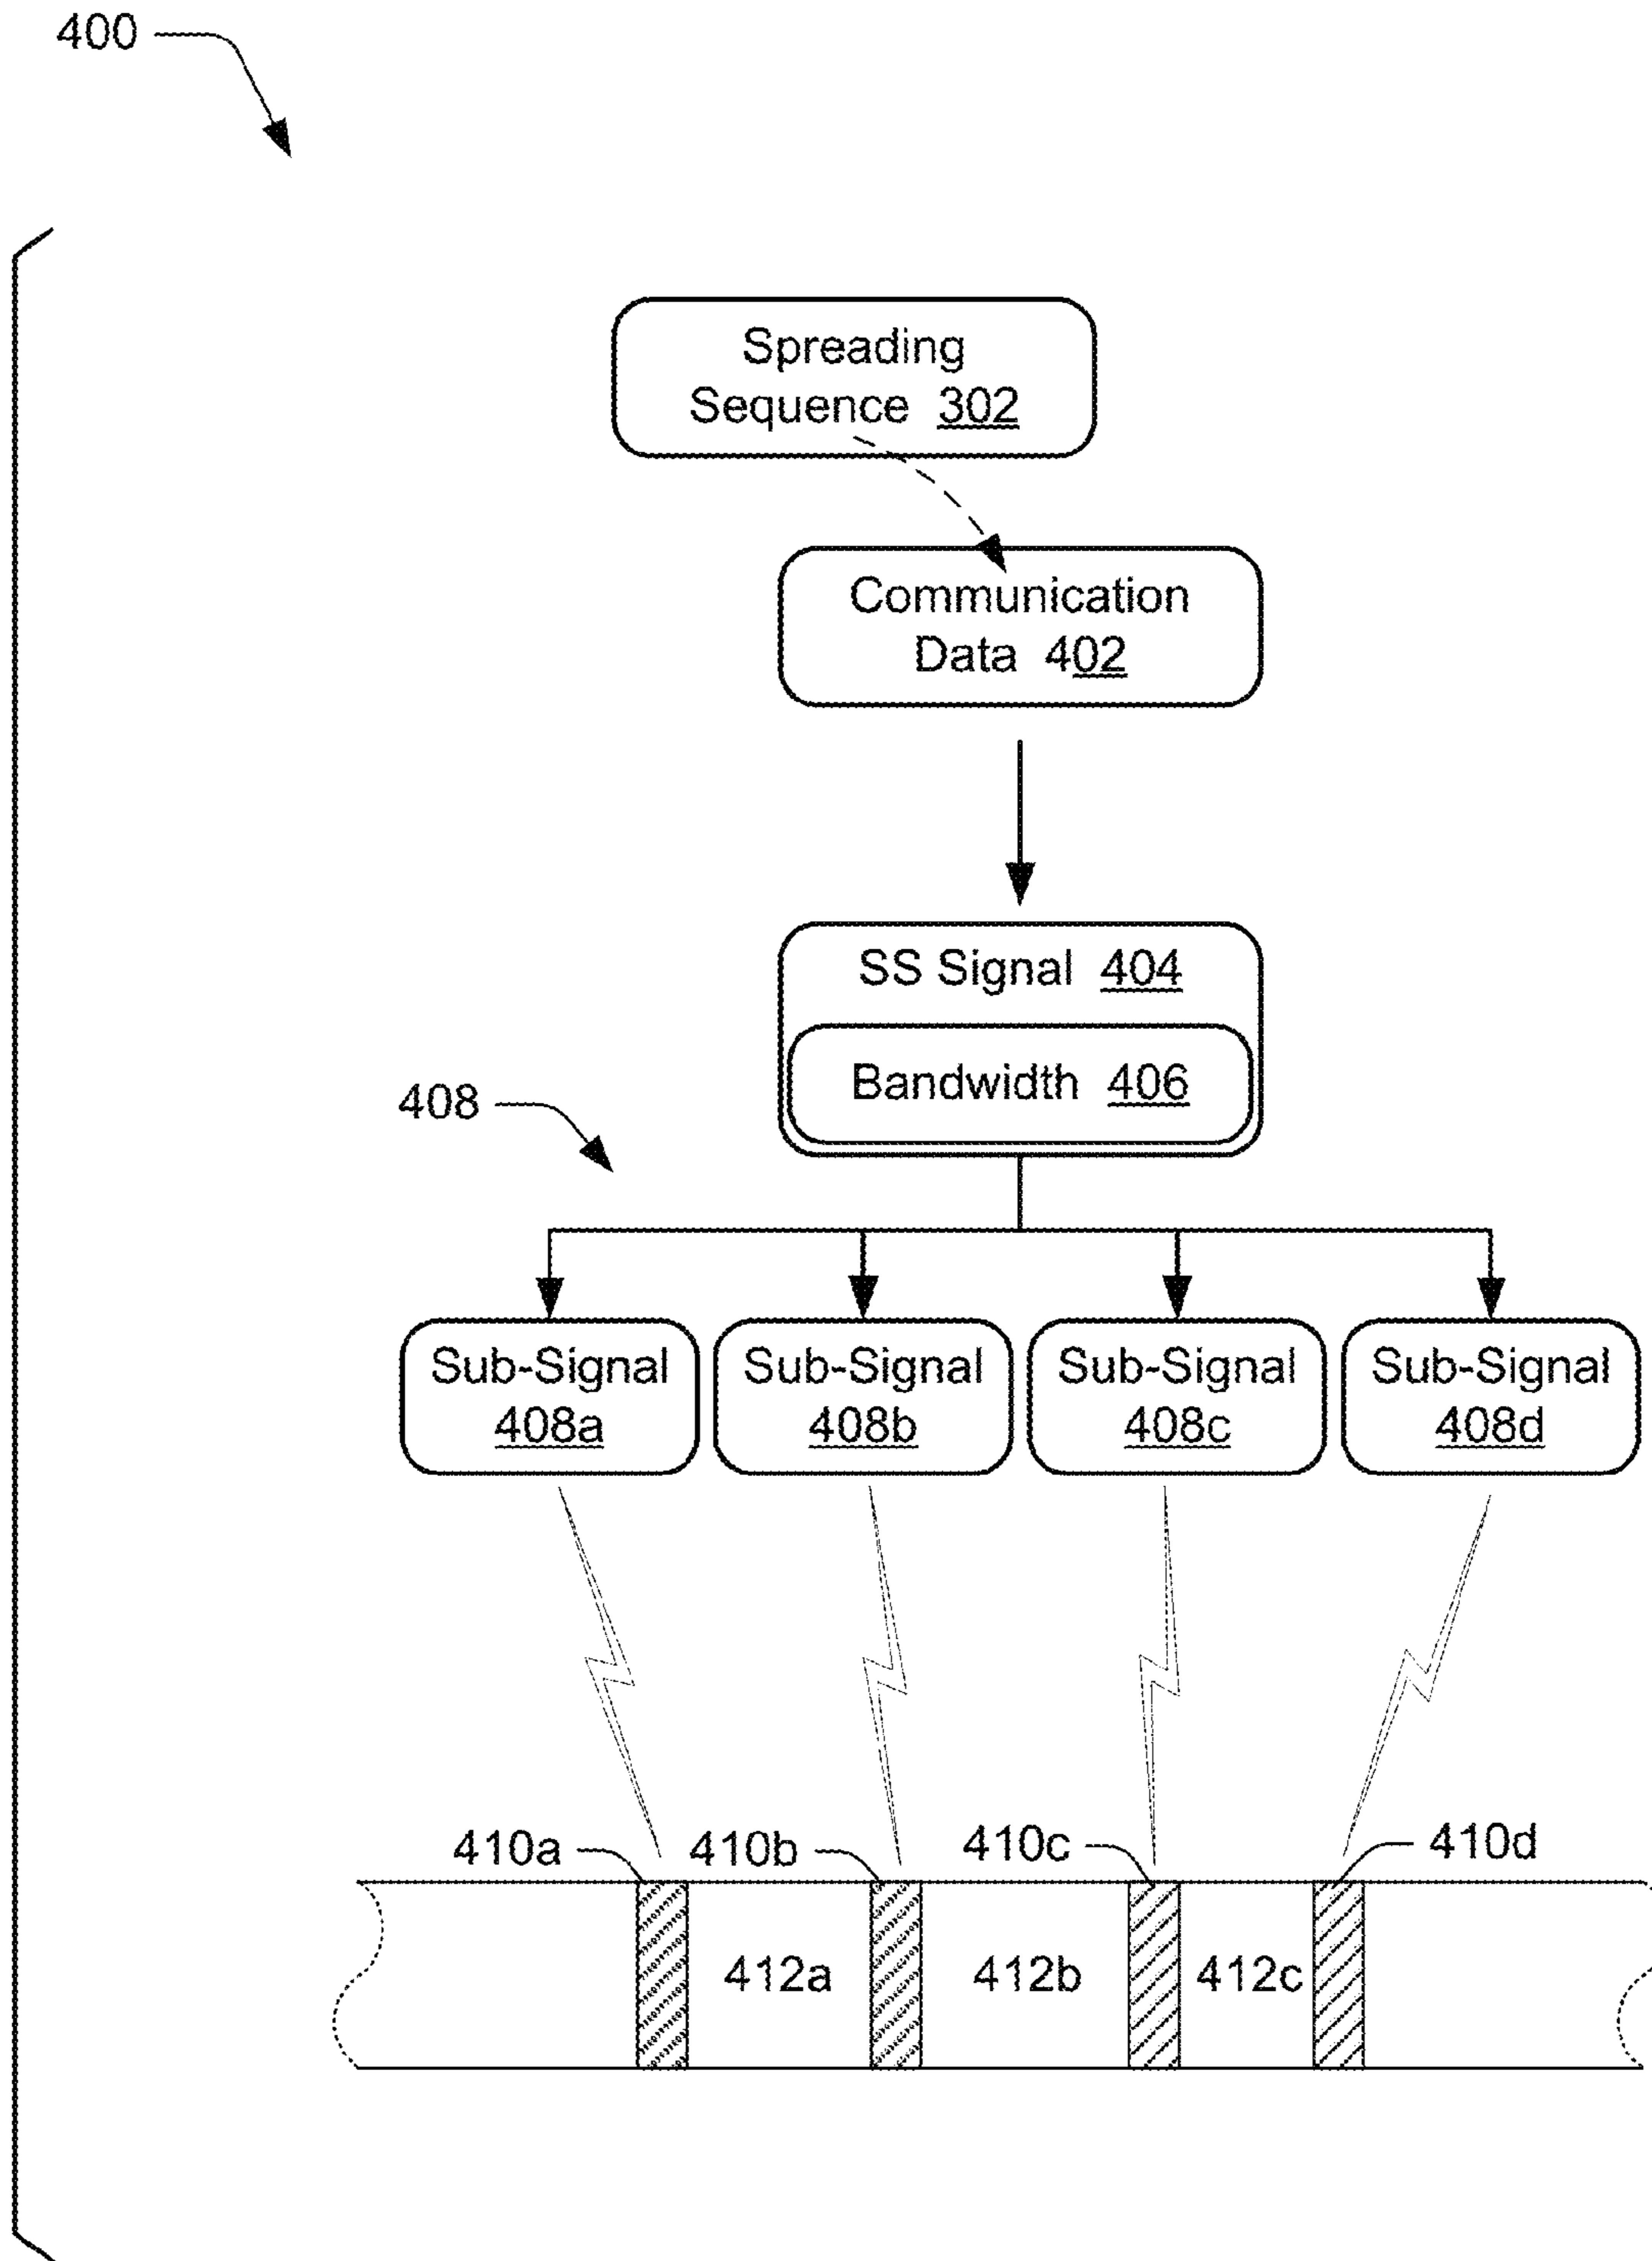 400
Spreading
Sequence 302
Communication
Data 402
SS Signal 404
Bandwidth 406
408
Sub-Signal
408a
Sub-Signal
408b
Sub-Signal
408c
Sub-Signal
408d
410a
410b
410c
410d
412a
412b
412c